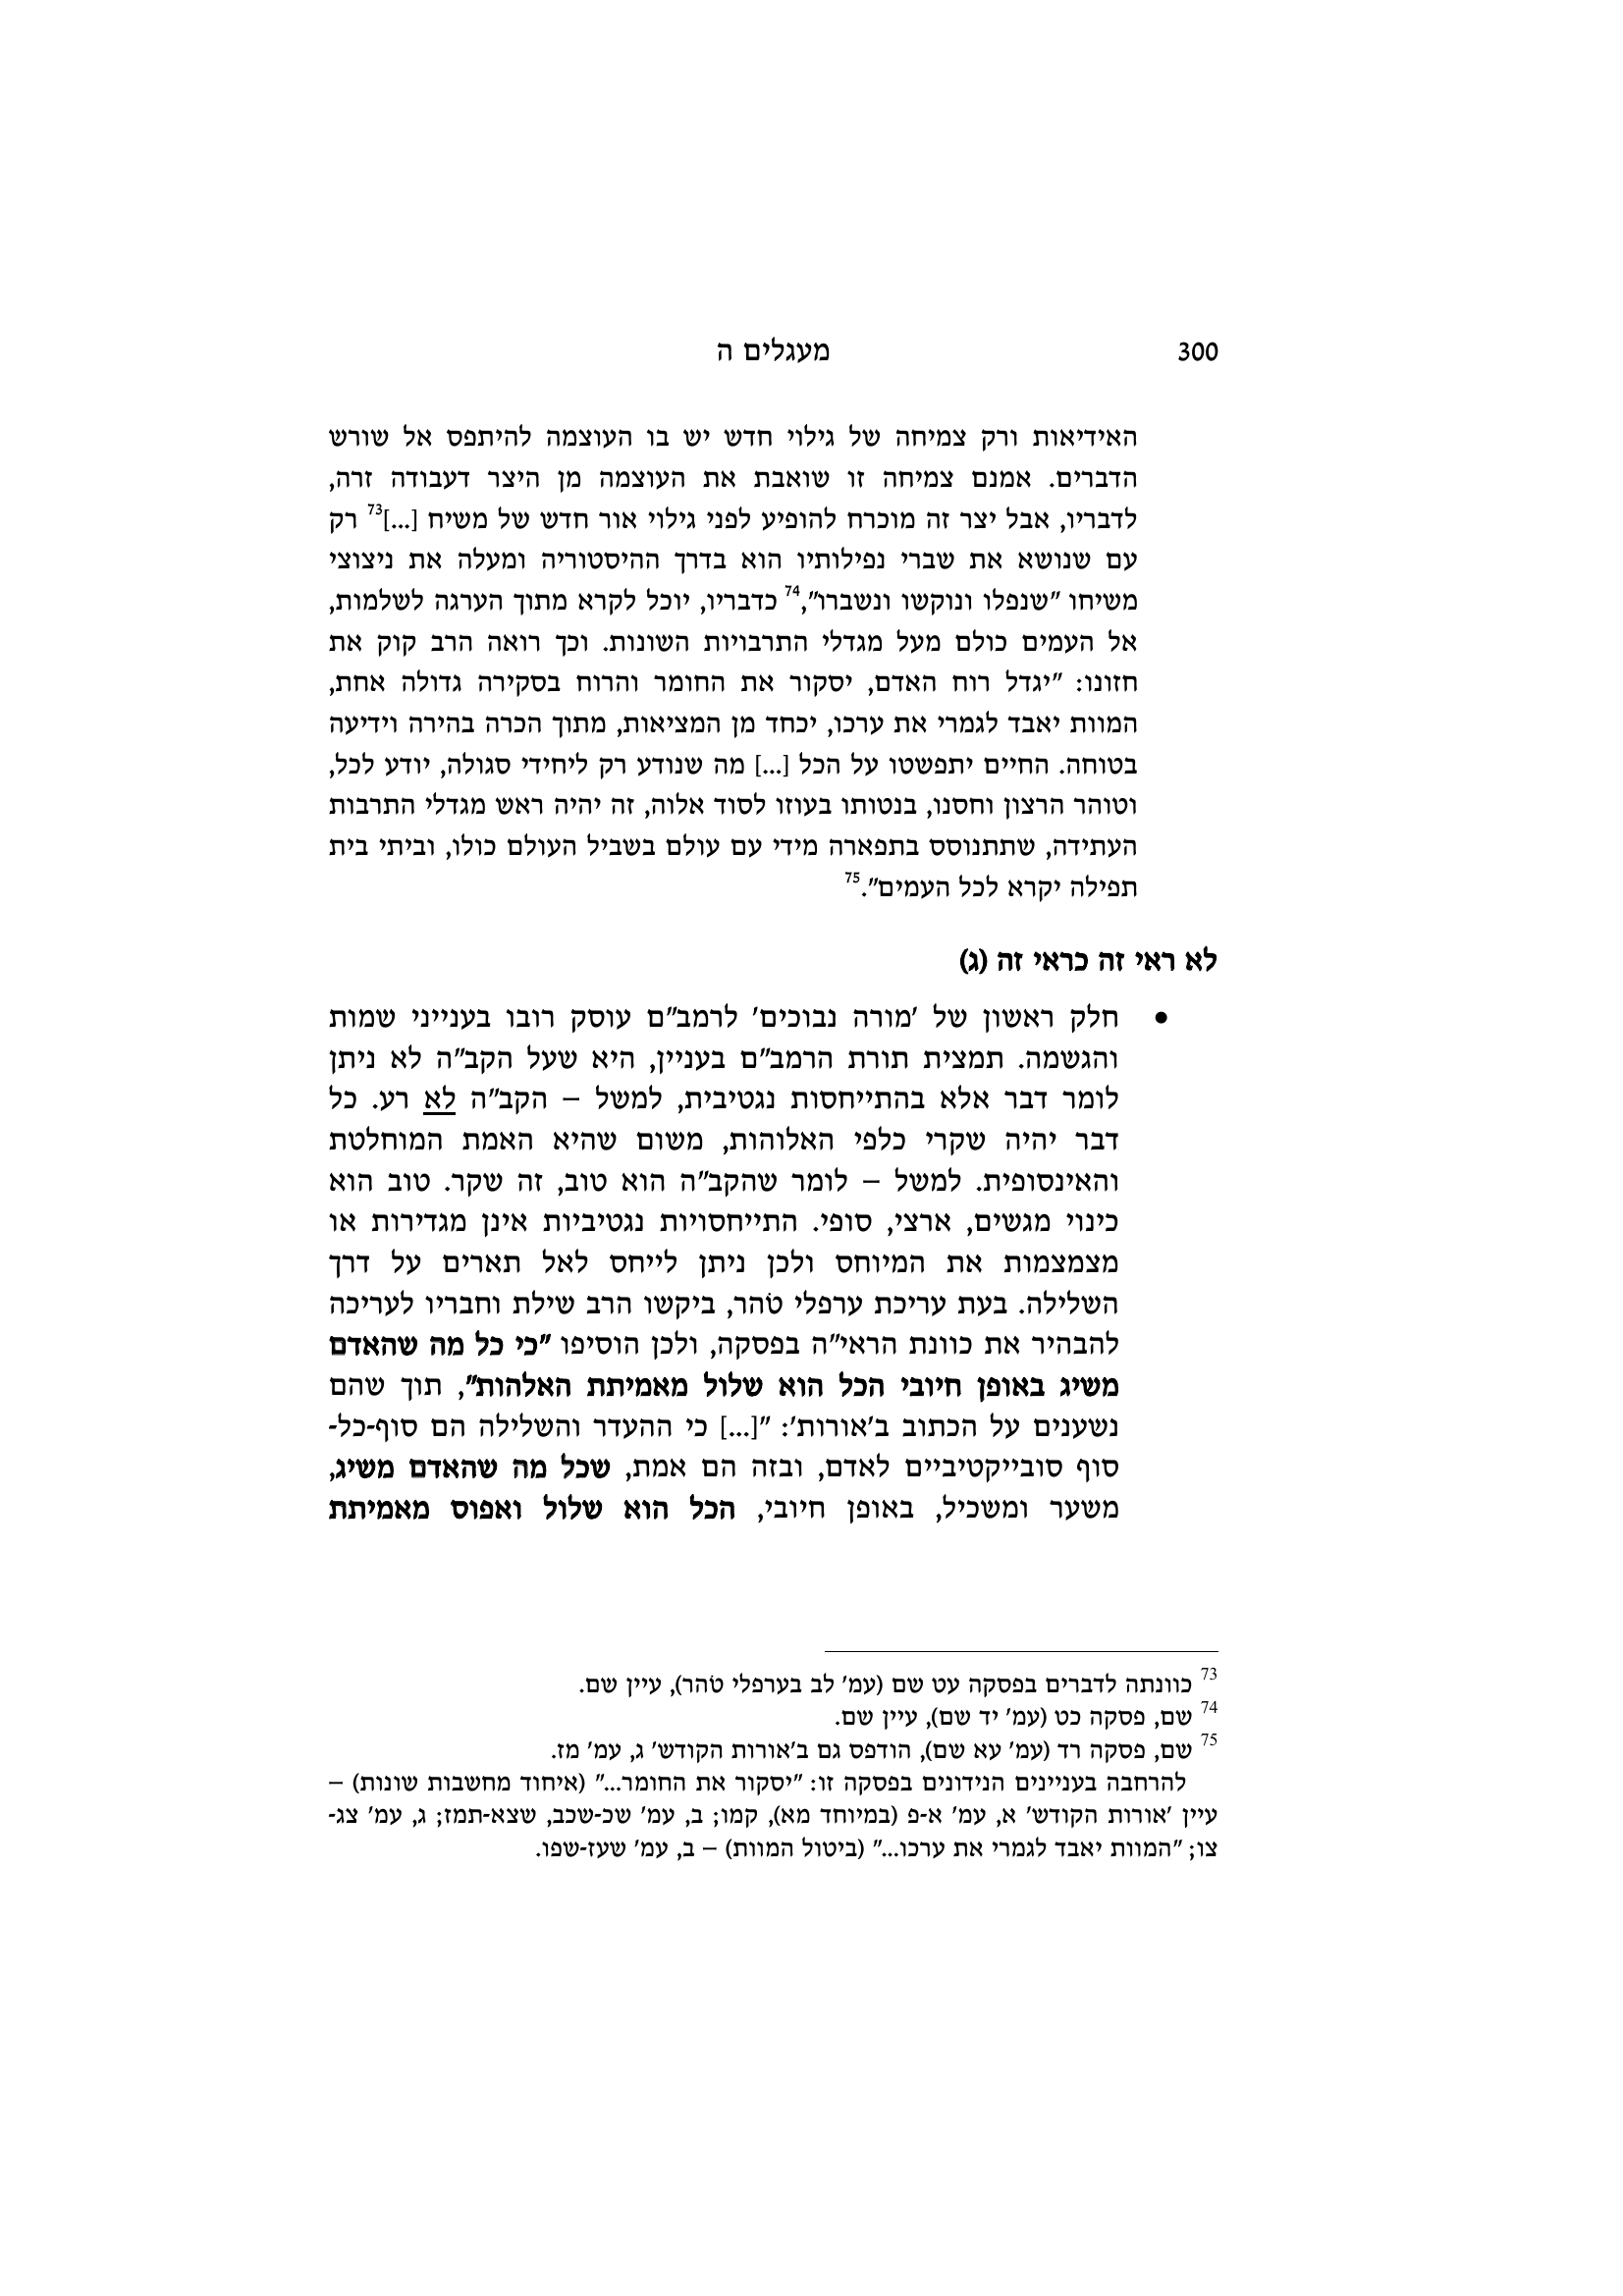 300 מעגלים ה
האידיאות ורק צמיחה של גילוי חדש יש בו העוצמה להיתפס אל שורש
הדברים. אמנם צמיחה זו שואבת את העוצמה מן היצר דעבודה זרה,
לדבריו, אבל יצר זה מוכרח להופיע לפני גילוי אור חדש של משיח [...]73 רק
עם שנושא את שברי נפילותיו הוא בדרך ההיסטוריה ומעלה את ניצוצי
משיחו "שנפלו ונוקשו ונשברו",74 כדבריו, יוכל לקרא מתוך הערגה לשלמות,
אל העמים כולם מעל מגדלי התרבויות השונות. וכך רואה הרב קוק את
חזונו: "יגדל רוח האדם, יסקור את החומר והרוח בסקירה גדולה אחת,
המוות יאבד לגמרי את ערכו, יכחד מן המציאות, מתוך הכרה בהירה וידיעה
בטוחה. החיים יתפשטו על הכל [...] מה שנודע רק ליחידי סגולה, יודע לכל,
וטוהר הרצון וחסנו, בנטותו בעוזו לסוד אלוה, זה יהיה ראש מגדלי התרבות
העתידה, שתתנוסס בתפארה מידי עם עולם בשביל העולם כולו, וביתי בית
תפילה יקרא לכל העמים".75
לא ראי זה כראי זה (ג)
• חלק ראשון של 'מורה נבוכים' לרמב"ם עוסק רובו בענייני שמות
והגשמה. תמצית תורת הרמב"ם בעניין, היא שעל הקב"ה לא ניתן
לומר דבר אלא בהתייחסות נגטיבית, למשל – הקב"ה לא רע. כל
דבר יהיה שקרי כלפי האלוהות, משום שהיא האמת המוחלטת
והאינסופית. למשל – לומר שהקב"ה הוא טוב, זה שקר. טוב הוא
כינוי מגשים, ארצי, סופי. התייחסויות נגטיביות אינן מגדירות או
מצמצמות את המיוחס ולכן ניתן לייחס לאל תארים על דרך
השלילה. בעת עריכת ערפלי טֹהר, ביקשו הרב שילת וחבריו לעריכה
להבהיר את כוונת הראי"ה בפסקה, ולכן הוסיפו "כי כל מה שהאדם
משיג באופן חיובי הכל הוא שלול מאמיתת האלהות", תוך שהם
נשענים על הכתוב ב'אורות': "[...] כי ההעדר והשלילה הם סוף-כל-
סוף סובייקטיביים לאדם, ובזה הם אמת, שכל מה שהאדם משיג,
משער ומשכיל, באופן חיובי, הכל הוא שלול ואפוס מאמיתת
73 כוונתה לדברים בפסקה עט שם (עמ' לב בערפלי טֹהר), עיין שם.
74 שם, פסקה כט (עמ' יד שם), עיין שם.
75 שם, פסקה רד (עמ' עא שם), הודפס גם ב'אורות הקודש' ג, עמ' מז.
להרחבה בעניינים הנידונים בפסקה זו: "יסקור את החומר..." (איחוד מחשבות שונות) –
עיין 'אורות הקודש' א, עמ' א-פ (במיוחד מא), קמו; ב, עמ' שכ-שכב, שצא-תמז; ג, עמ' צג-
צו; "המוות יאבד לגמרי את ערכו..." (ביטול המוות) – ב, עמ' שעז-שפו.